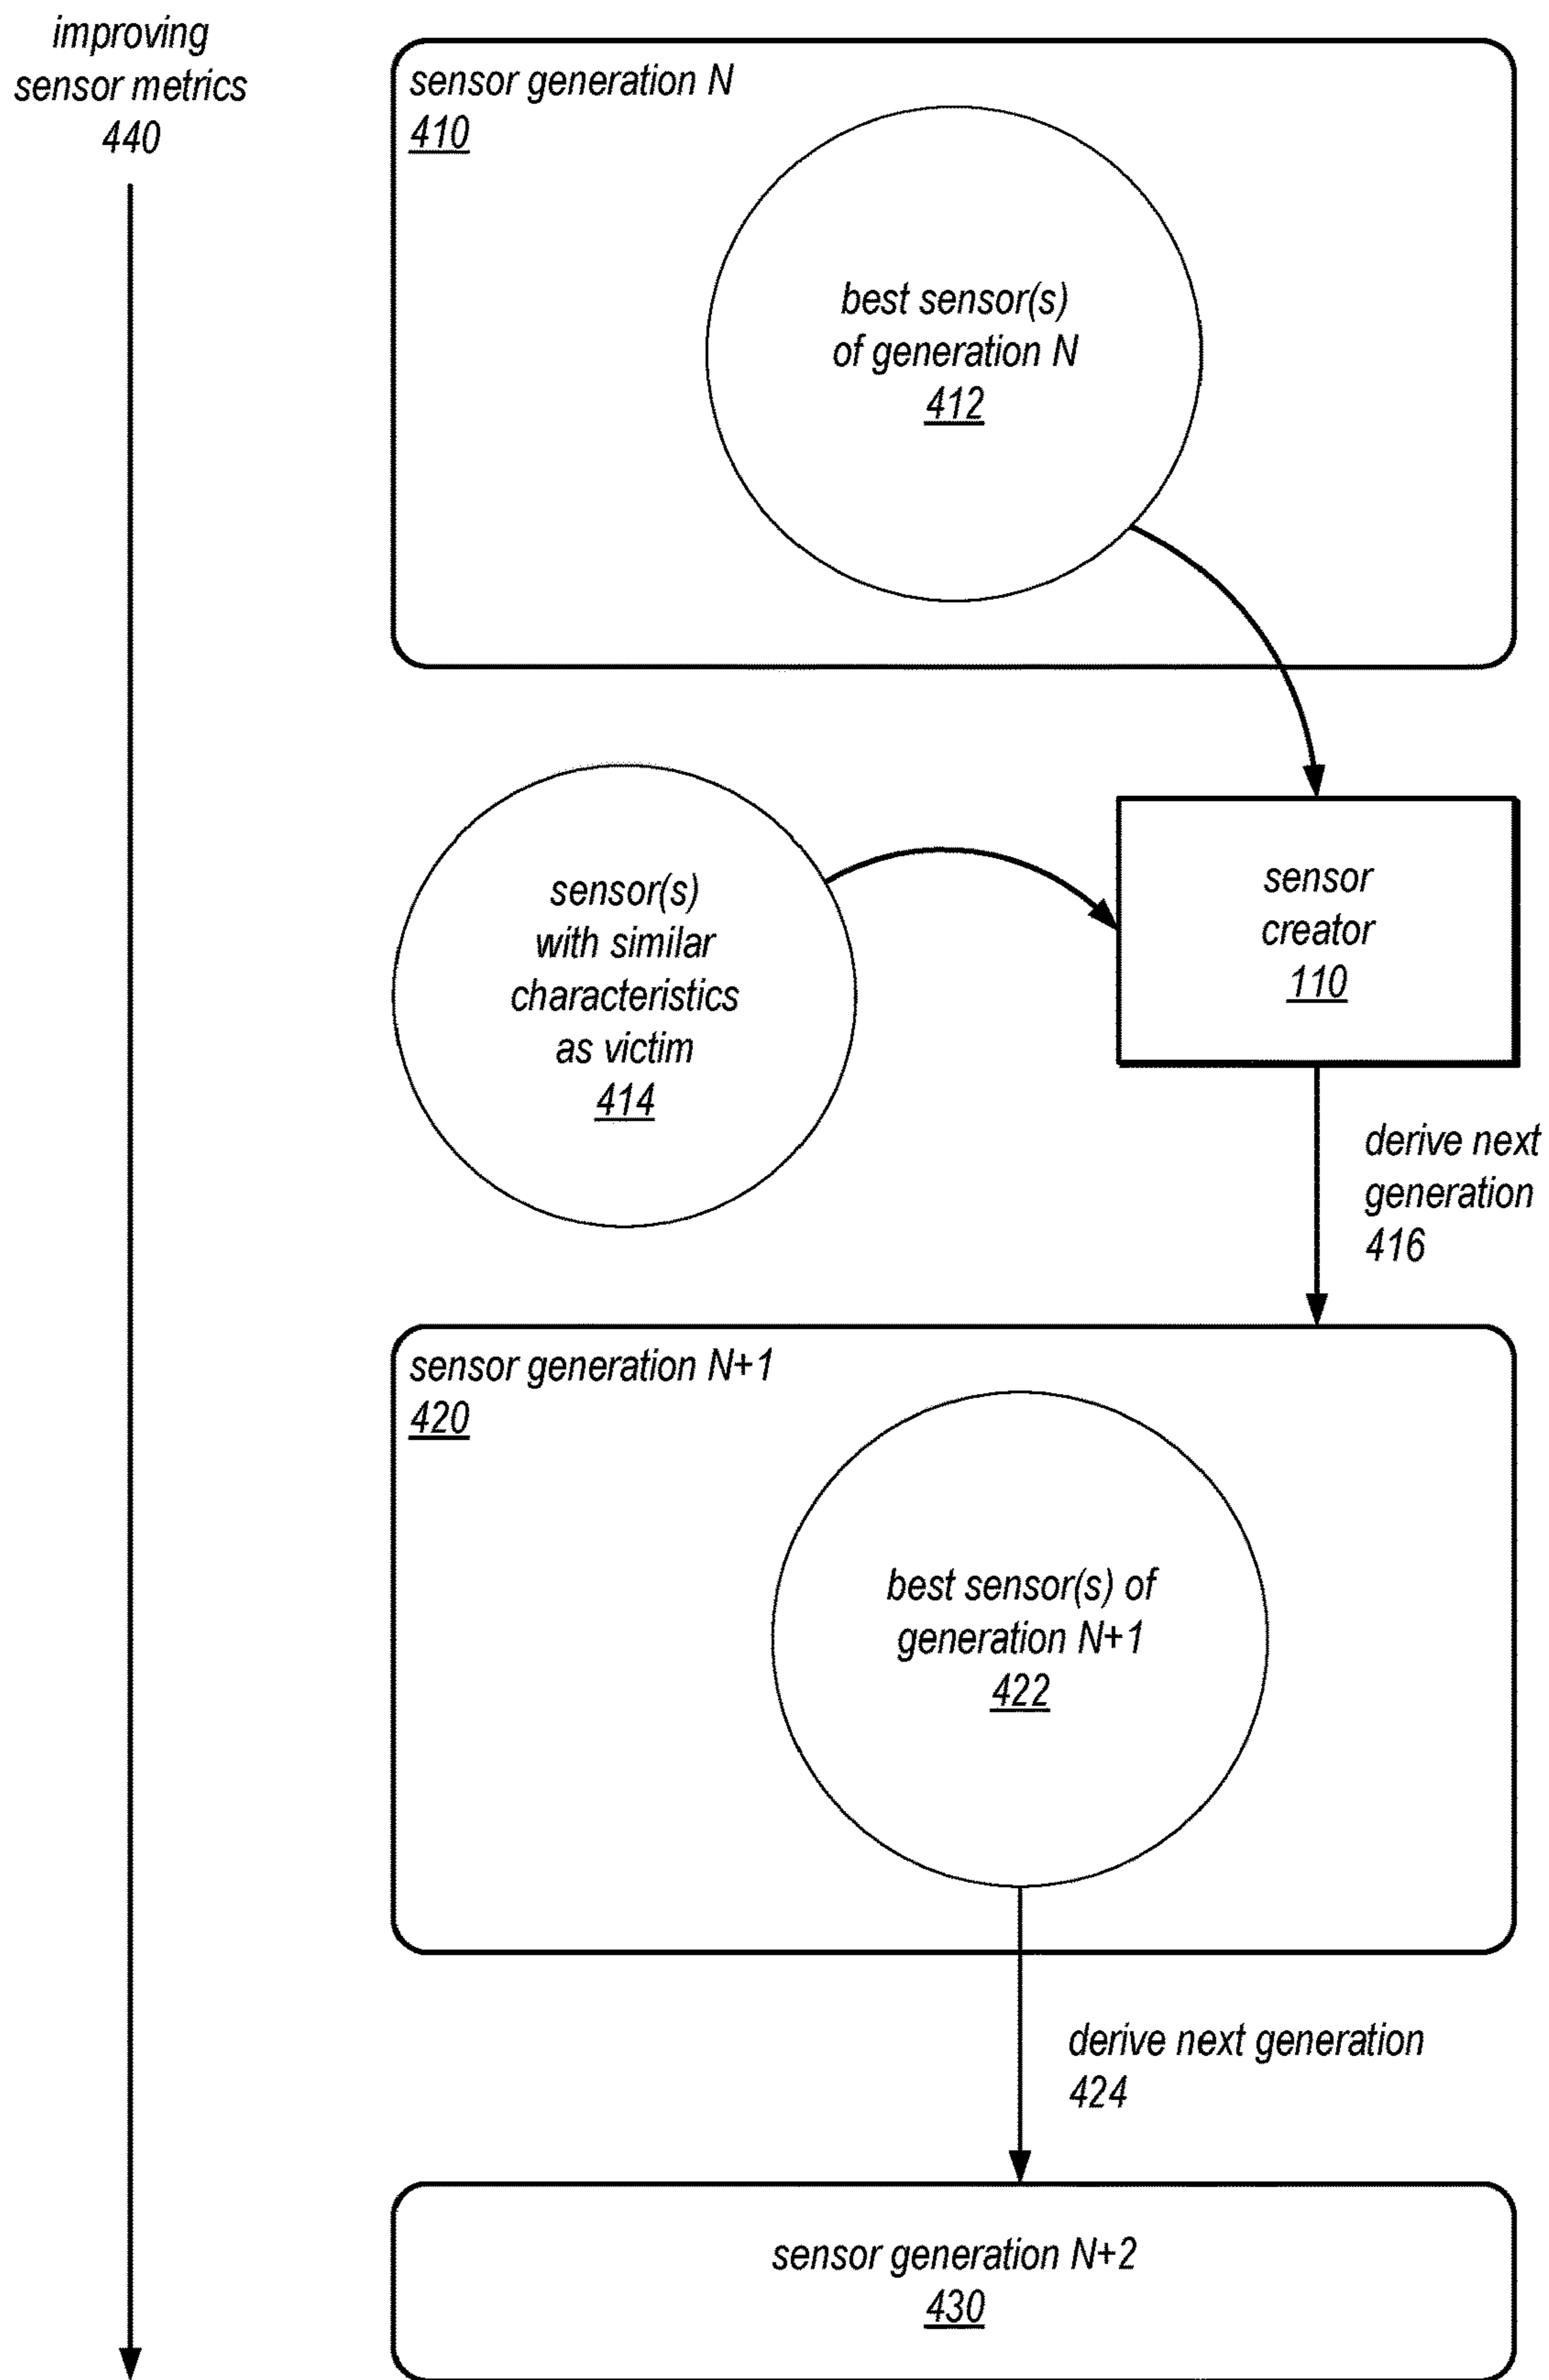 improving
sensor metrics
440
sensor generation N
410
best sensor(s)
of generation N
412
sensor(s)
with similar
characteristics
as victim
414
sensor
creator
110
derive next
generation
416
sensor generation N+1
420
best sensor(s) of
generation N+1
422
derive next generation
424
sensor generation N+2
430